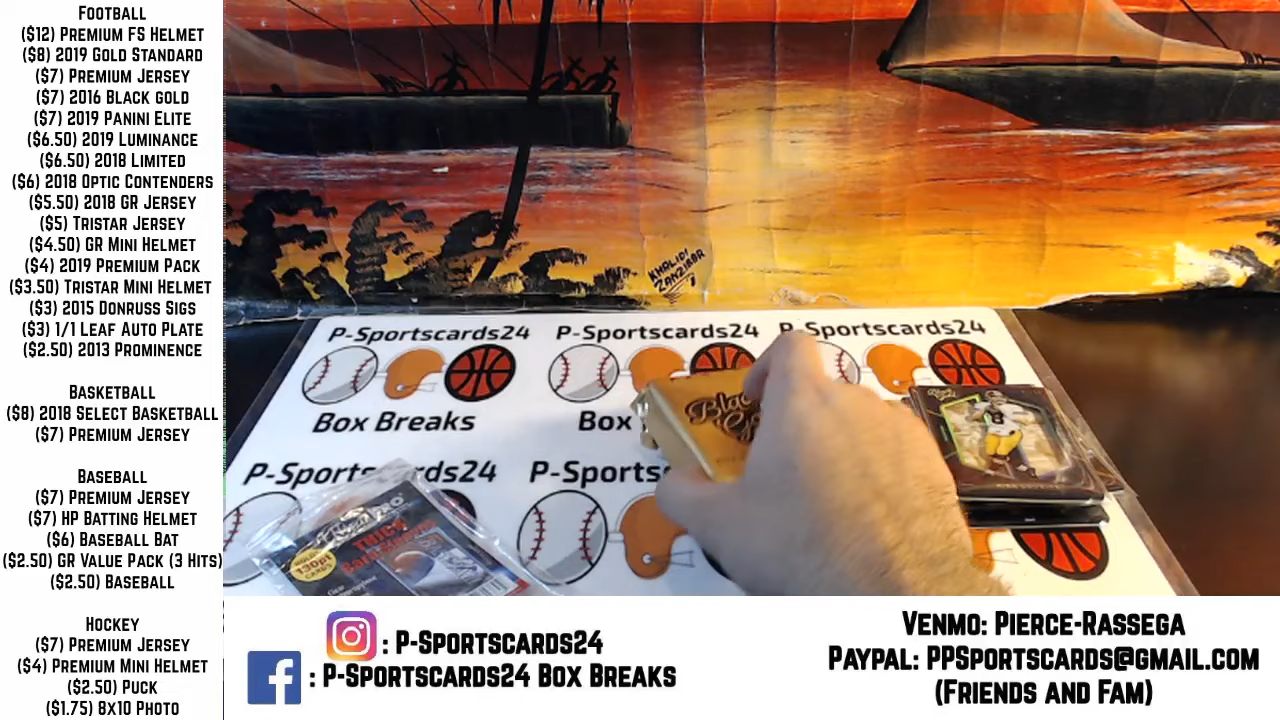 Football
($12) Premium FS Helmet
($8) 2019 Gold Standard
($7) Premium Jersey
($7) 2016 Black gold
($7) 2019 Panini Elite
($6.50) 2019 Luminance
($6.50) 2018 Limited
($6) 2018 Optic Contenders
($5.50) 2018 GR Jersey
($5) Tristar Jersey
($4.50) GR Mini Helmet
($4) 2019 Premium Pack
($3.50) Tristar Mini Helmet
($3) 2015 Donruss Sigs
($3) 1/1 Leaf Auto Plate
($2.50) 2013 Prominence
Basketball
($8) 2018 Select Basketball
($7) Premium Jersey
Baseball
($7) Premium Jersey
($7) HP Batting Helmet
($6) Baseball Bat
($2.50) GR Value Pack (3 Hits)
($2.50) Baseball
Hockey
($7) Premium Jersey
($4) Premium Mini Helmet
($2.50) Puck
($1.75) 8x10 Photo
KHALIDI
ZANZIBAR
P-Sportscards24 P-Sportscards24 P-Sportscards24
Box Breaks Box
P-Sportscards24 P-Sports
THICK
130pt
CARDS
: P-Sportscards24
: P-Sportscards24 Box Breaks
Venmo: Pierce-Rassega
PayPal: PPSportscards@gmail.com
(Friends and Fam)